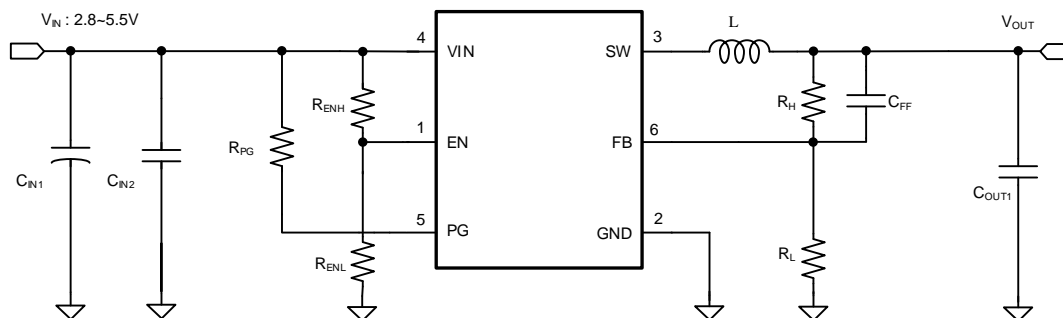 VIN : 2.8~5.5V
L
VOUT
4
VIN
SW
3
RENH
RH
CFF
1
EN
FB
6
RPG
CIN1
CIN2
COUT1
5
PG
GND
2
RENL
RL